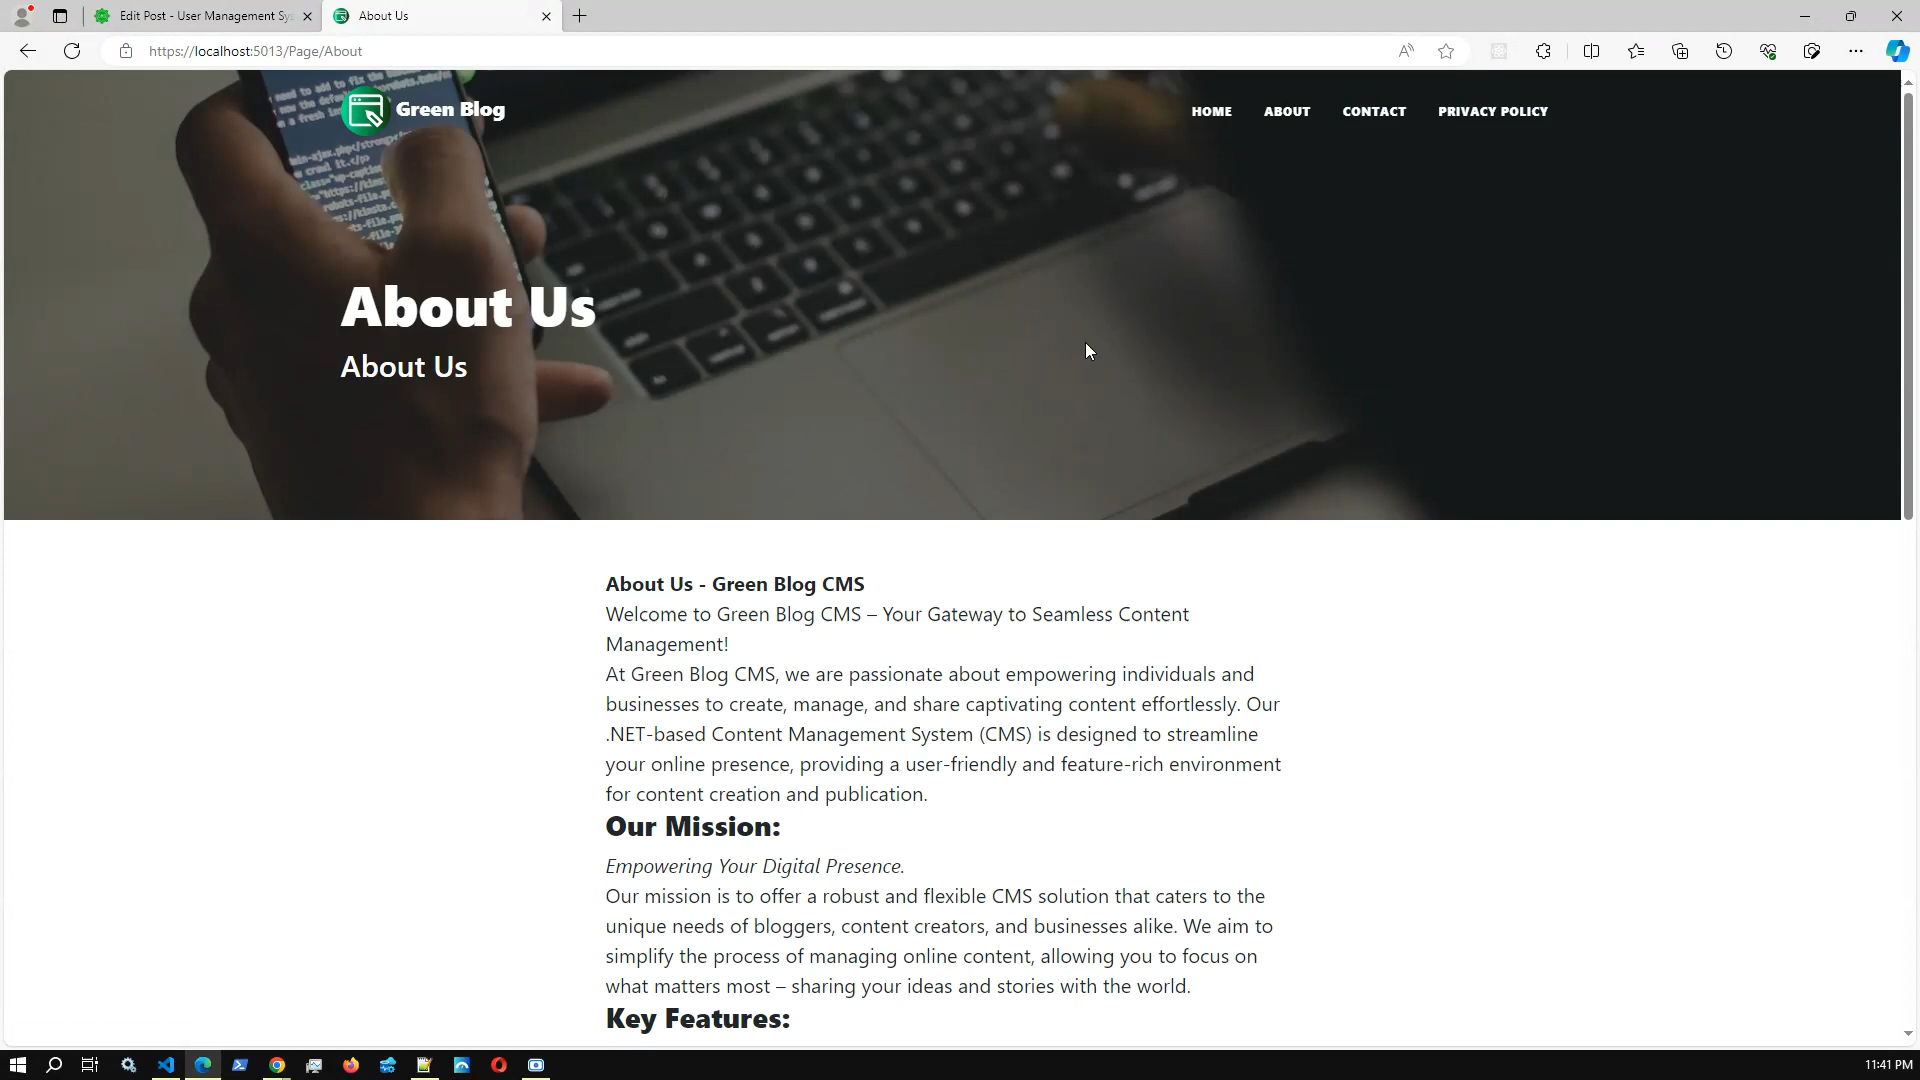 Edit Post - User Management Sys
About Us
https://localhost:5013/Page/About
Green Blog
HOME
ABOUT
CONTACT
PRIVACY POLICY
About Us
About Us
About Us - Green Blog CMS
Welcome to Green Blog CMS – Your Gateway to Seamless Content
Management!
At Green Blog CMS, we are passionate about empowering individuals and
businesses to create, manage, and share captivating content effortlessly. Our
.NET-based Content Management System (CMS) is designed to streamline
your online presence, providing a user-friendly and feature-rich environment
for content creation and publication.
Our Mission:
Empowering Your Digital Presence.
Our mission is to offer a robust and flexible CMS solution that caters to the
unique needs of bloggers, content creators, and businesses alike. We aim to
simplify the process of managing online content, allowing you to focus on
what matters most – sharing your ideas and stories with the world.
Key Features:
11:41 PM